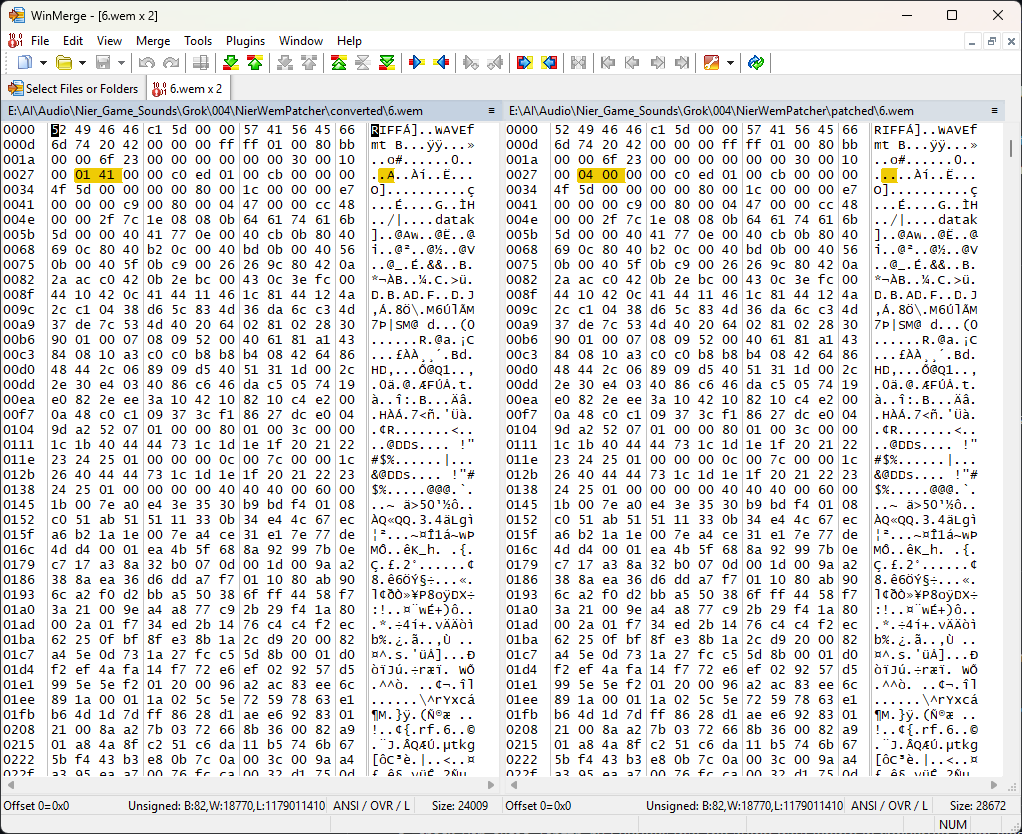 WinMerge - [6.wem x 2]
File Edit View Merge Tools Plugins Window Help
Select Files or Folders 6.wem x 2
E:\AI\Audio\Nier_Game_Sounds\Grok\004\NierWemPatcher\converted\6.wem
0000 52 49 46 46 c1 5d 00 00 57 41 56 45 66 RIFFÁ]..WAVEf
000d 6d 74 20 42 00 00 00 ff ff 01 00 80 bb mt B...ÿÿ...»
001a 00 00 6f 23 00 00 00 00 00 00 30 00 10 ..o#......0..
0027 00 01 41 00 00 c0 ed 01 00 cb 00 00 00 ..A..Àí..Ë...
0034 4f 5d 00 00 00 00 80 00 1c 00 00 00 e7 O]..........ç
0041 00 00 00 c9 00 80 00 04 47 00 00 cc 48 ...É....G..ÌH
004e 00 00 2f 7c 1e 08 08 0b 64 61 74 61 6b ../|....datak
005b 5d 00 00 40 41 77 0e 00 40 cb 0b 80 40 ]..@Aw..@Ë..@
0068 69 0c 80 40 b2 0c 00 40 bd 0b 00 40 56 i..@²..@½..@V
0075 0b 00 40 5f 0b c9 00 26 26 9c 80 42 0a ..@_.É.&&..B.
0082 2a ac c0 42 0b 2e bc 00 43 0c 3e fc 00 *¬ÀB..¼.C.>ü.
008f 44 10 42 0c 41 44 11 46 1c 81 44 12 4a D.B.AD.F..D.J
009c 2c c1 04 38 d6 5c 83 4d 36 da 6c c3 4d ,Á.8Ö\.M6ÚlÃM
00a9 37 de 7c 53 4d 40 20 64 02 81 02 28 30 7Þ|SM@ d...(0
00b6 90 01 00 07 08 09 52 00 40 61 81 a1 43 ......R.@a.¡C
00c3 84 08 10 a3 c0 c0 b8 b8 b4 08 42 64 86 ...£ÀÀ¸¸´.Bd.
00d0 48 44 2c 06 89 09 d5 40 51 31 1d 00 2c HD,...Õ@Q1..,
00dd 2e 30 e4 03 40 86 c6 46 da c5 05 74 19 .0ä.@.ÆFÚÅ.t.
00ea e0 82 2e ee 3a 10 42 10 82 10 c4 e2 00 à..î:.B...Äâ.
00f7 0a 48 c0 c1 09 37 3c f1 86 27 dc e0 04 .HÀÁ.7<ñ.'Üà.
0104 9d a2 52 07 01 00 00 80 01 00 3c 00 00 .¢R.......<..
0111 1c 1b 40 44 44 73 1c 1d 1e 1f 20 21 22 ..@DDs.... !"
011e 23 24 25 01 00 00 00 0c 00 7c 00 00 1c #$%......|...
012b 26 40 44 44 73 1c 1d 1e 1f 20 21 22 23 &@DDs.... !"#
0138 24 25 01 00 00 00 00 40 40 40 00 60 00 $%.....@@@.`.
0145 1b 00 7e a0 e4 3e 35 30 b9 bd f4 01 08 ..~ ä>50¹½ô..
0152 c0 51 ab 51 51 11 33 0b 34 e4 4c 67 ec ÀQ«QQ.3.4äLgì
015f a6 b2 1a 1e 00 7e a4 ce 31 e1 7e 77 de ¦²...~¤Î1á~wÞ
016c 4d d4 00 01 ea 4b 5f 68 8a 92 99 7b 0e MÔ..êK_h...{.
0179 c7 17 a3 8a 32 b0 07 0d 00 1d 00 9a a2 Ç.£.2°......¢
0186 38 8a ea 36 d6 dd a7 f7 01 10 80 ab 90 8.ê6ÖÝ§÷...«.
0193 6c a2 f0 d2 bb a5 50 38 6f ff 44 58 f7 l¢ðÒ»¥P8oÿDX÷
01a0 3a 21 00 9e a4 a8 77 c9 2b 29 f4 1a 80 :!..¤¨wÉ+)ô..
01ad 00 2a 01 f7 34 ed 2b 14 76 c4 c4 f2 ec .*.÷4í+.vÄÄòì
01ba 62 25 0f bf 8f e3 8b 1a 2c d9 20 00 82 b%.¿.ã..,Ù ..
01c7 a4 5e 0d 73 1a 27 fc c5 5d 8b 00 01 d0 ¤^.s.'üÅ]...Ð
01d4 f2 ef 4a fa 14 f7 72 e6 ef 02 92 57 d5 òïJú.÷ræï..WÕ
01e1 99 5e 5e f2 01 20 00 96 a2 ac 83 ee 6c .^^ò. ..¢¬.îl
01ee 89 1a 00 01 1a 02 5c 5e 72 59 78 63 e1 ......\^rYxcá
01fb b6 4d 1d 7d ff 86 28 d1 ae e6 92 83 01 ¶M.}ÿ.(Ñ®æ...
0208 21 00 8a a2 7b 03 72 66 8b 36 00 82 a9 !..¢{.rf.6..©
0215 01 a8 4a 8f c2 51 c6 da 11 b5 74 6b 67 .¨J.ÂQÆÚ.µtkg
0222 5b f4 43 b3 e8 0b 7c 0a 00 3c 00 9a a4 [ôC³è.|..<..¤
022f a3 95 ea a7 00 76 fc ca 00 32 d1 75 0d
E:\AI\Audio\Nier_Game_Sounds\Grok\004\NierWemPatcher\patched\6.wem
0000 52 49 46 46 c1 5d 00 00 57 41 56 45 66 RIFFÁ]..WAVEf
000d 6d 74 20 42 00 00 00 ff ff 01 00 80 bb mt B...ÿÿ...»
001a 00 00 6f 23 00 00 00 00 00 00 30 00 10 ..o#......0..
0027 00 04 00 00 00 c0 ed 01 00 cb 00 00 00 .....Àí..Ë...
0034 4f 5d 00 00 00 00 80 00 1c 00 00 00 e7 O]..........ç
0041 00 00 00 c9 00 80 00 04 47 00 00 cc 48 ...É....G..ÌH
004e 00 00 2f 7c 1e 08 08 0b 64 61 74 61 6b ../|....datak
005b 5d 00 00 40 41 77 0e 00 40 cb 0b 80 40 ]..@Aw..@Ë..@
0068 69 0c 80 40 b2 0c 00 40 bd 0b 00 40 56 i..@²..@½..@V
0075 0b 00 40 5f 0b c9 00 26 26 9c 80 42 0a ..@_.É.&&..B.
0082 2a ac c0 42 0b 2e bc 00 43 0c 3e fc 00 *¬ÀB..¼.C.>ü.
008f 44 10 42 0c 41 44 11 46 1c 81 44 12 4a D.B.AD.F..D.J
009c 2c c1 04 38 d6 5c 83 4d 36 da 6c c3 4d ,Á.8Ö\.M6ÚlÃM
00a9 37 de 7c 53 4d 40 20 64 02 81 02 28 30 7Þ|SM@ d...(0
00b6 90 01 00 07 08 09 52 00 40 61 81 a1 43 ......R.@a.¡C
00c3 84 08 10 a3 c0 c0 b8 b8 b4 08 42 64 86 ...£ÀÀ¸¸´.Bd.
00d0 48 44 2c 06 89 09 d5 40 51 31 1d 00 2c HD,...Õ@Q1..,
00dd 2e 30 e4 03 40 86 c6 46 da c5 05 74 19 .0ä.@.ÆFÚÅ.t.
00ea e0 82 2e ee 3a 10 42 10 82 10 c4 e2 00 à..î:.B...Äâ.
00f7 0a 48 c0 c1 09 37 3c f1 86 27 dc e0 04 .HÀÁ.7<ñ.'Üà.
0104 9d a2 52 07 01 00 00 80 01 00 3c 00 00 .¢R.......<..
0111 1c 1b 40 44 44 73 1c 1d 1e 1f 20 21 22 ..@DDs.... !"
011e 23 24 25 01 00 00 00 0c 00 7c 00 00 1c #$%......|...
012b 26 40 44 44 73 1c 1d 1e 1f 20 21 22 23 &@DDs.... !"#
0138 24 25 01 00 00 00 00 40 40 40 00 60 00 $%.....@@@.`.
0145 1b 00 7e a0 e4 3e 35 30 b9 bd f4 01 08 ..~ ä>50¹½ô..
0152 c0 51 ab 51 51 11 33 0b 34 e4 4c 67 ec ÀQ«QQ.3.4äLgì
015f a6 b2 1a 1e 00 7e a4 ce 31 e1 7e 77 de ¦²...~¤Î1á~wÞ
016c 4d d4 00 01 ea 4b 5f 68 8a 92 99 7b 0e MÔ..êK_h...{.
0179 c7 17 a3 8a 32 b0 07 0d 00 1d 00 9a a2 Ç.£.2°......¢
0186 38 8a ea 36 d6 dd a7 f7 01 10 80 ab 90 8.ê6ÖÝ§÷...«.
0193 6c a2 f0 d2 bb a5 50 38 6f ff 44 58 f7 l¢ðÒ»¥P8oÿDX÷
01a0 3a 21 00 9e a4 a8 77 c9 2b 29 f4 1a 80 :!..¤¨wÉ+)ô..
01ad 00 2a 01 f7 34 ed 2b 14 76 c4 c4 f2 ec .*.÷4í+.vÄÄòì
01ba 62 25 0f bf 8f e3 8b 1a 2c d9 20 00 82 b%.¿.ã..,Ù ..
01c7 a4 5e 0d 73 1a 27 fc c5 5d 8b 00 01 d0 ¤^.s.'üÅ]...Ð
01d4 f2 ef 4a fa 14 f7 72 e6 ef 02 92 57 d5 òïJú.÷ræï..WÕ
01e1 99 5e 5e f2 01 20 00 96 a2 ac 83 ee 6c .^^ò. ..¢¬.îl
01ee 89 1a 00 01 1a 02 5c 5e 72 59 78 63 e1 ......\^rYxcá
01fb b6 4d 1d 7d ff 86 28 d1 ae e6 92 83 01 ¶M.}ÿ.(Ñ®æ...
0208 21 00 8a a2 7b 03 72 66 8b 36 00 82 a9 !..¢{.rf.6..©
0215 01 a8 4a 8f c2 51 c6 da 11 b5 74 6b 67 .¨J.ÂQÆÚ.µtkg
0222 5b f4 43 b3 e8 0b 7c 0a 00 3c 00 9a a4 [ôC³è.|..<..¤
022f a3 95 ea a7 00 76 fc ca 00 32 d1 75 0d
Offset 0=0x0 Unsigned: B:82,W:18770,L:1179011410 ANSI / OVR / L Size: 24009
Offset 0=0x0 Unsigned: B:82,W:18770,L:1179011410 ANSI / OVR / L Size: 28672
NUM